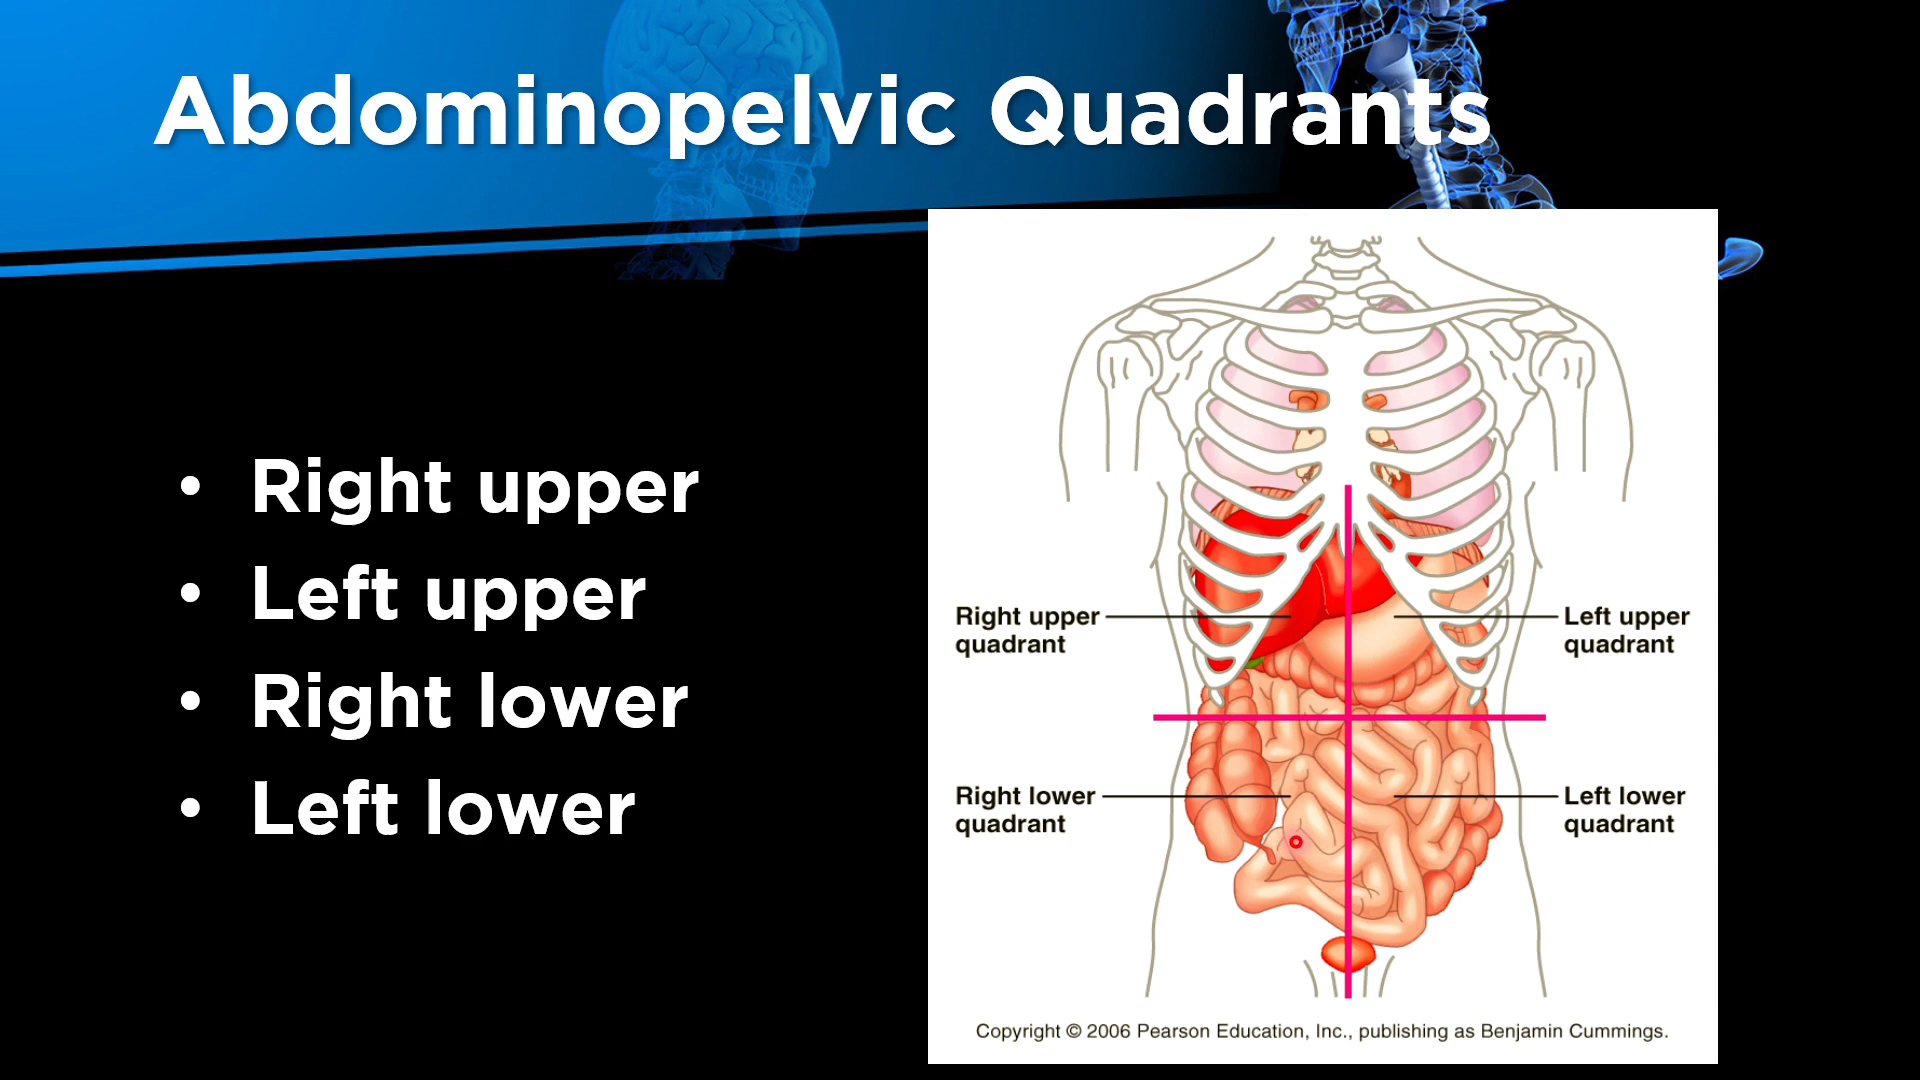 Abdominopelvic Quadrants
• Right upper
• Left upper
• Right lower
• Left lower
Right upper
quadrant
Left upper
quadrant
Right lower
quadrant
Left lower
quadrant
Copyright © 2006 Pearson Education, Inc., publishing as Benjamin Cummings.